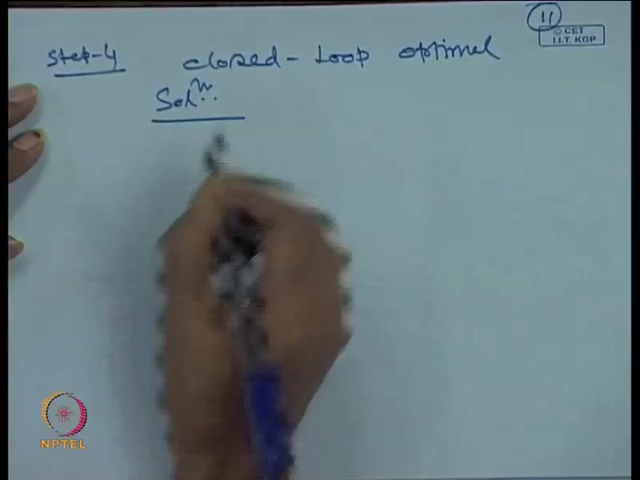 11
© CET
I.I.T. KGP
Step-4 closed-Loop optimal
Solⁿ.
NPTEL